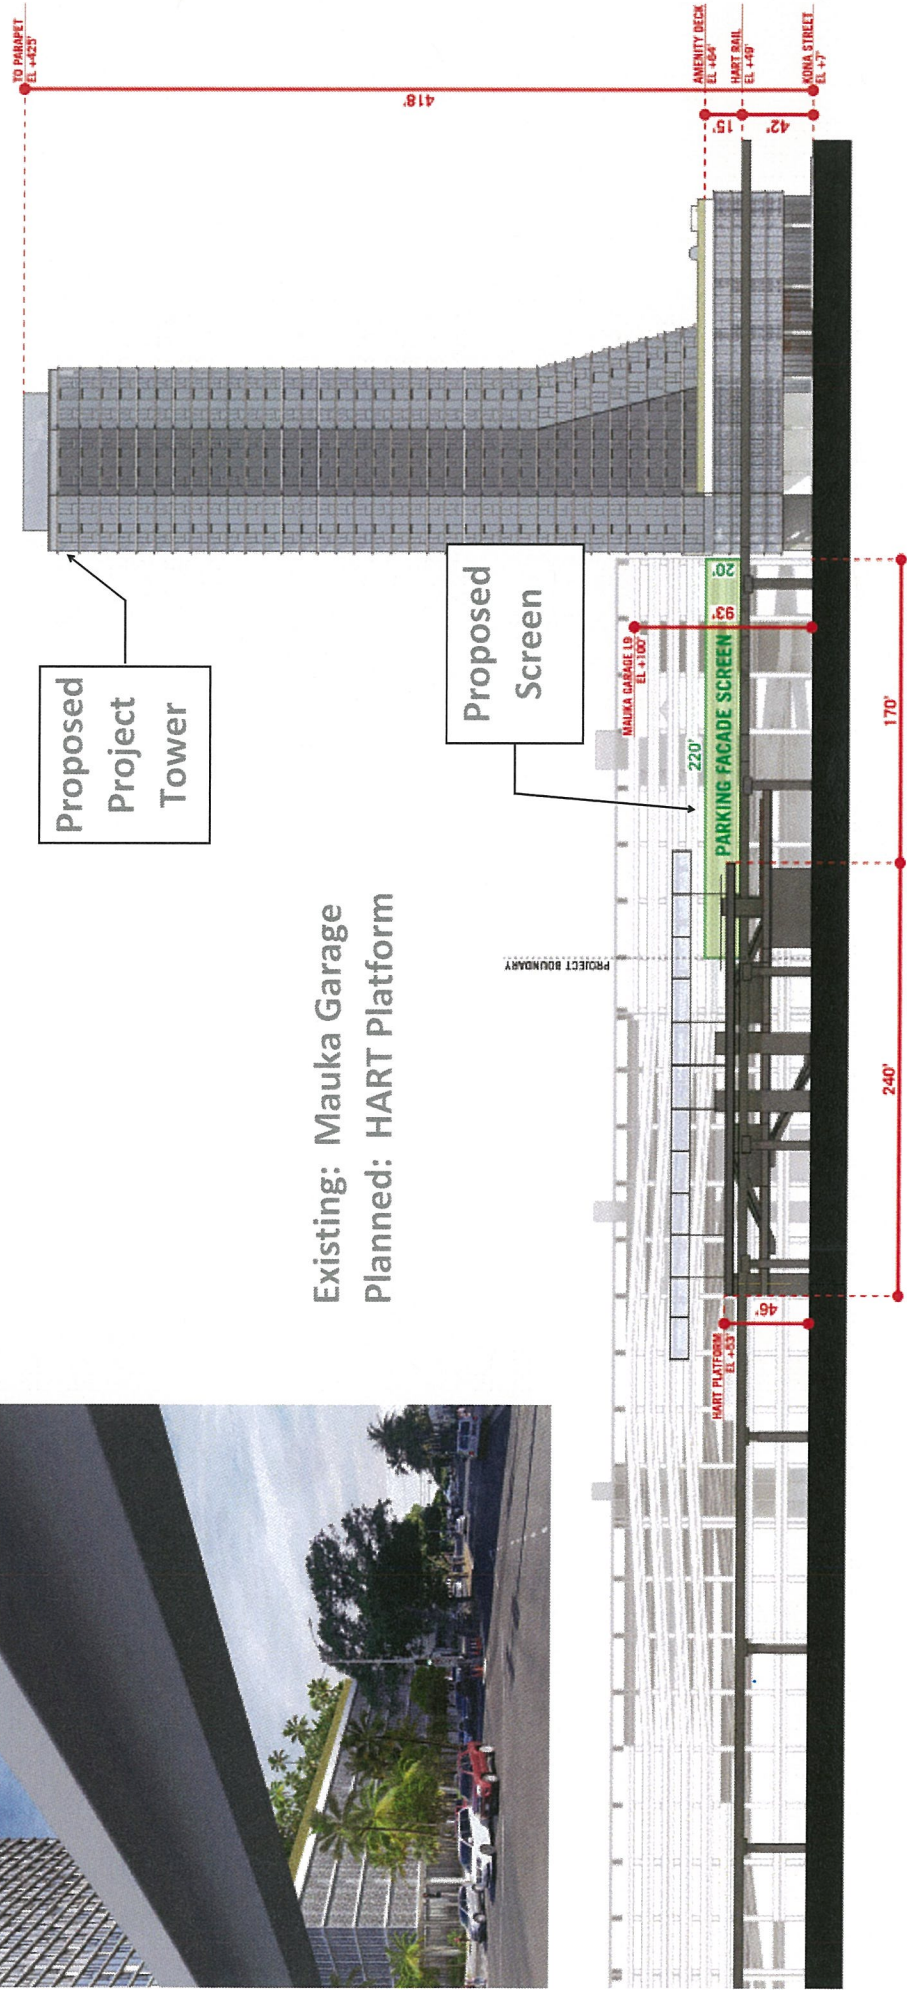 TO PARAPET
EL +425'
418'
AMENITY DECK
EL +64'
HART RAIL
EL +49'
KONA STREET
EL +7'
15'
42'
Proposed
Project
Tower
Proposed
Screen
MAUKA GARAGE L9
EL +100'
93'
20'
220'
PARKING FACADE SCREEN
170'
PROJECT BOUNDARY
Existing: Mauka Garage
Planned: HART Platform
240'
HART PLATFORM
EL +53'
46'